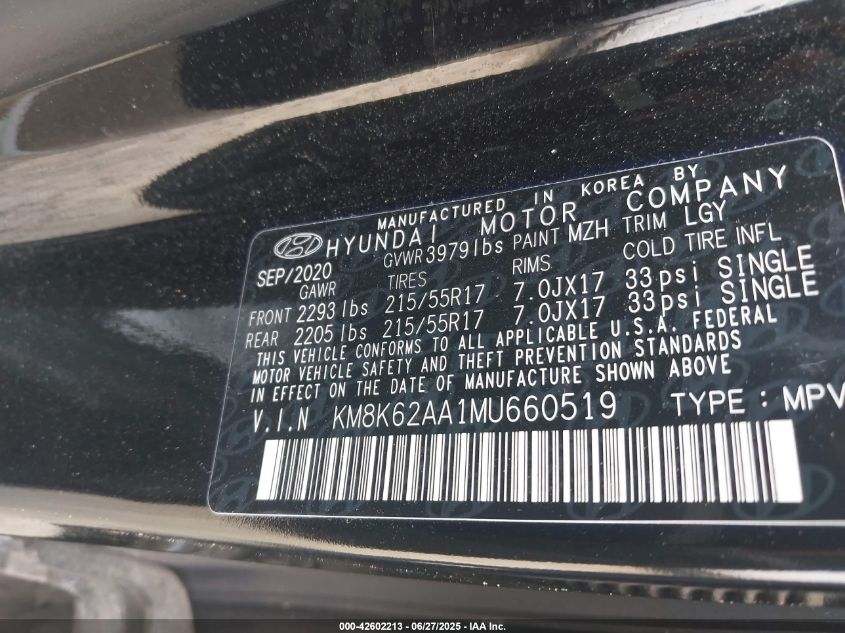 MANUFACTURED IN KOREA BY
HYUNDAI MOTOR COMPANY
SEP/2020 GVWR 3979 lbs PAINT MZH TRIM LGY
GAWR TIRES RIMS COLD TIRE INFL
FRONT 2293 lbs 215/55R17 7.0JX17 33psi SINGLE
REAR 2205 lbs 215/55R17 7.0JX17 33psi SINGLE
THIS VEHICLE CONFORMS TO ALL APPLICABLE U.S.A. FEDERAL
MOTOR VEHICLE SAFETY AND THEFT PREVENTION STANDARDS
IN EFFECT ON THE DATE OF MANUFACTURE SHOWN ABOVE
V.I.N KM8K62AA1MU660519 TYPE : MPV
000-42602213 - 06/27/2025 - IAA Inc.